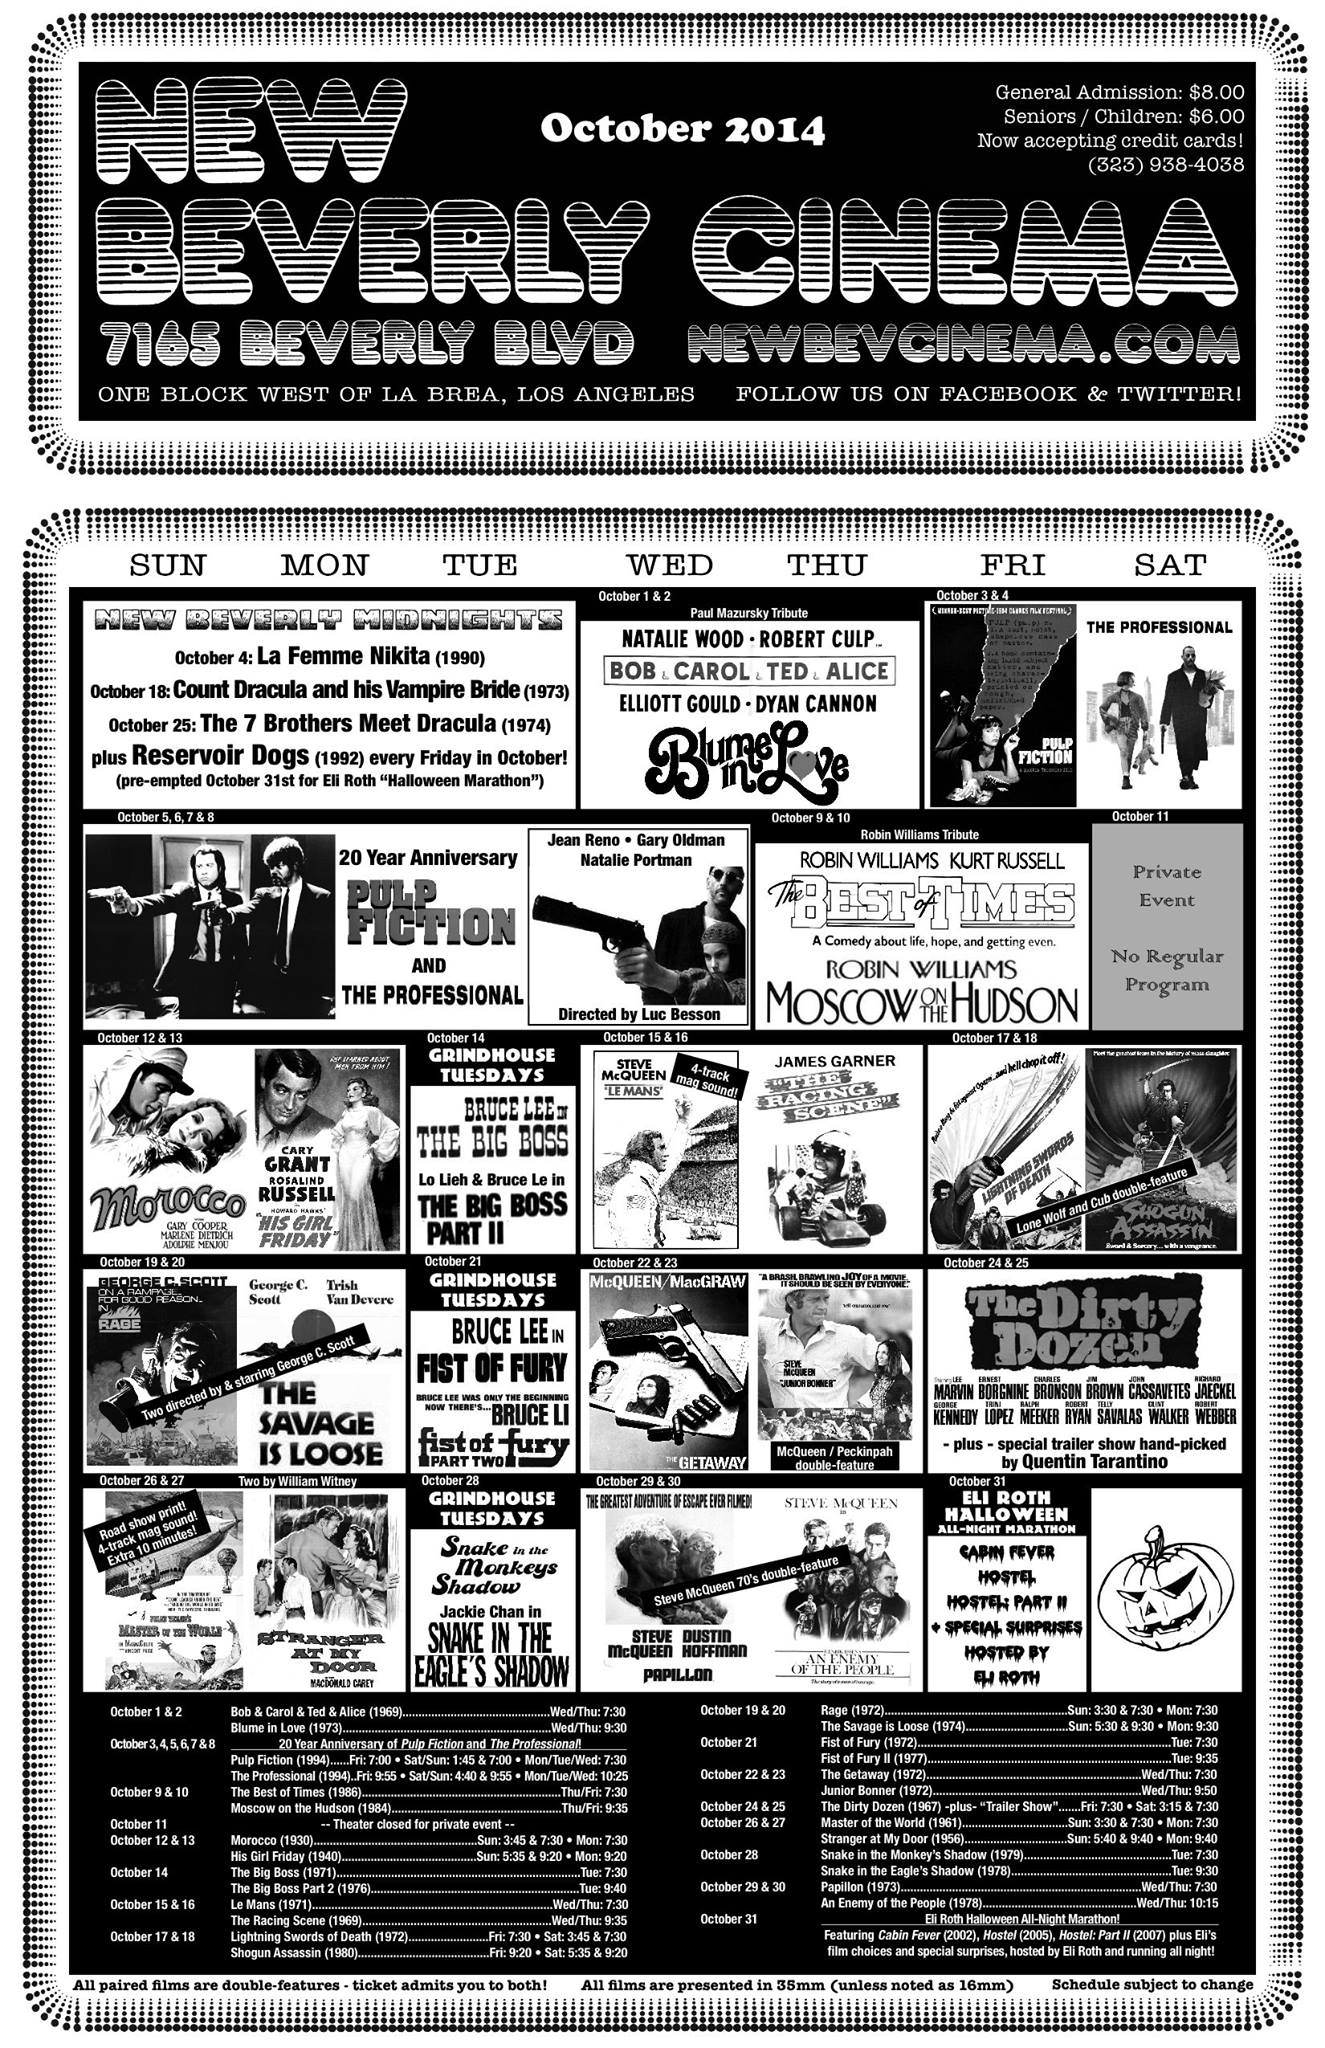 NEW
October 2014
General Admission: $8.00
Seniors / Children: $6.00
Now accepting credit cards!
(323) 938-4038
BEVERLY CINEMA
7165 BEVERLY BLVD NEWBEVCINEMA.COM
ONE BLOCK WEST OF LA BREA, LOS ANGELES FOLLOW US ON FACEBOOK & TWITTER!
SUN MON TUE WED THU FRI SAT
NEW BEVERLY MIDNIGHTS
October 4: La Femme Nikita (1990)
October 18: Count Dracula and his Vampire Bride (1973)
October 25: The 7 Brothers Meet Dracula (1974)
plus Reservoir Dogs (1992) every Friday in October!
(pre-empted October 31st for Eli Roth “Halloween Marathon”)
October 1 & 2
Paul Mazursky Tribute
NATALIE WOOD • ROBERT CULP
BOB & CAROL & TED & ALICE
ELLIOTT GOULD • DYAN CANNON
Blume in Love
October 3 & 4
PULP
FICTION
THE PROFESSIONAL
October 5, 6, 7 & 8
20 Year Anniversary
PULP
FICTION
AND
THE PROFESSIONAL
Jean Reno • Gary Oldman
Natalie Portman
Directed by Luc Besson
October 9 & 10
Robin Williams Tribute
ROBIN WILLIAMS KURT RUSSELL
The BEST of TIMES
A Comedy about life, hope, and getting even.
ROBIN WILLIAMS
MOSCOW ON THE HUDSON
October 11
Private
Event
No Regular
Program
October 12 & 13
Morocco
GARY COOPER
MARLENE DIETRICH
ADOLPHE MENJOU
SHE LEARNED ABOUT
MEN FROM HIM!
CARY
GRANT
ROSALIND
RUSSELL
IN
HOWARD HAWKS'
"HIS GIRL
FRIDAY"
October 14
GRINDHOUSE
TUESDAYS
BRUCE LEE IN
THE BIG BOSS
Lo Lieh & Bruce Le in
THE BIG BOSS
PART II
October 15 & 16
STEVE
McQUEEN
"LE MANS"
4-track
mag sound!
JAMES GARNER
"THE
RACING
SCENE"
October 17 & 18
LIGHTNING SWORDS
OF DEATH
Meet the greatest team in the history of mass slaughter.
Lone Wolf and Cub double-feature
SHOGUN
ASSASSIN
Sword & Sorcery... with a vengeance.
October 19 & 20
GEORGE C. SCOTT
ON A RAMPAGE.
FOR GOOD REASON...
IN
RAGE
George C. Scott
Trish Van Devere
Two directed by & starring George C. Scott
THE
SAVAGE
IS LOOSE
October 21
GRINDHOUSE
TUESDAYS
BRUCE LEE IN
FIST OF FURY
BRUCE LEE WAS ONLY THE BEGINNING
NOW THERE'S... BRUCE LI
fist of fury
PART TWO
October 22 & 23
McQUEEN/MacGRAW
THE GETAWAY
"A BRASH, BRAWLING JOY OF A MOVIE.
IT SHOULD BE SEEN BY EVERYONE."
STEVE
McQUEEN
"JUNIOR BONNER"
McQueen / Peckinpah
double-feature
October 24 & 25
The Dirty
Dozen
Starring LEE MARVIN ERNEST BORGNINE CHARLES BRONSON JIM BROWN JOHN CASSAVETES RICHARD JAECKEL
GEORGE KENNEDY TRINI LOPEZ RALPH MEEKER ROBERT RYAN TELLY SAVALAS CLINT WALKER ROBERT WEBBER
- plus - special trailer show hand-picked
by Quentin Tarantino
October 26 & 27 Two by William Witney
Road show print!
4-track mag sound!
Extra 10 minutes!
MASTER OF THE WORLD
STRANGER
AT MY
DOOR
MACDONALD CAREY
October 28
GRINDHOUSE
TUESDAYS
Snake in the
Monkeys
Shadow
Jackie Chan in
SNAKE IN THE
EAGLE'S SHADOW
October 29 & 30
THE GREATEST ADVENTURE OF ESCAPE EVER FILMED!
Steve McQueen 70's double-feature
STEVE McQUEEN DUSTIN HOFFMAN
PAPILLON
STEVE McQUEEN
in
AN ENEMY
OF THE PEOPLE
October 31
ELI ROTH
HALLOWEEN
ALL-NIGHT MARATHON
CABIN FEVER
HOSTEL
HOSTEL: PART II
+ SPECIAL SURPRISES
HOSTED BY
ELI ROTH
October 1 & 2 Bob & Carol & Ted & Alice (1969)...Wed/Thu: 7:30
Blume in Love (1973)...Wed/Thu: 9:30
October 3, 4, 5, 6, 7 & 8 20 Year Anniversary of Pulp Fiction and The Professional!
Pulp Fiction (1994)......Fri: 7:00 • Sat/Sun: 1:45 & 7:00 • Mon/Tue/Wed: 7:30
The Professional (1994)..Fri: 9:55 • Sat/Sun: 4:40 & 9:55 • Mon/Tue/Wed: 10:25
October 9 & 10 The Best of Times (1986)...Thu/Fri: 7:30
Moscow on the Hudson (1984)...Thu/Fri: 9:35
October 11 -- Theater closed for private event --
October 12 & 13 Morocco (1930)...Sun: 3:45 & 7:30 • Mon: 7:30
His Girl Friday (1940)...Sun: 5:35 & 9:20 • Mon: 9:20
October 14 The Big Boss (1971)...Tue: 7:30
The Big Boss Part 2 (1976)...Tue: 9:40
October 15 & 16 Le Mans (1971)...Wed/Thu: 7:30
The Racing Scene (1969)...Wed/Thu: 9:35
October 17 & 18 Lightning Swords of Death (1972)...Fri: 7:30 • Sat: 3:45 & 7:30
Shogun Assassin (1980)...Fri: 9:20 • Sat: 5:35 & 9:20
October 19 & 20 Rage (1972)...Sun: 3:30 & 7:30 • Mon: 7:30
The Savage is Loose (1974)...Sun: 5:30 & 9:30 • Mon: 9:30
October 21 Fist of Fury (1972)...Tue: 7:30
Fist of Fury II (1977)...Tue: 9:35
October 22 & 23 The Getaway (1972)...Wed/Thu: 7:30
Junior Bonner (1972)...Wed/Thu: 9:50
October 24 & 25 The Dirty Dozen (1967) -plus- “Trailer Show”.......Fri: 7:30 • Sat: 3:15 & 7:30
October 26 & 27 Master of the World (1961)...Sun: 3:30 & 7:30 • Mon: 7:30
Stranger at My Door (1956)...Sun: 5:40 & 9:40 • Mon: 9:40
October 28 Snake in the Monkey's Shadow (1979)...Tue: 7:30
Snake in the Eagle's Shadow (1978)...Tue: 9:30
October 29 & 30 Papillon (1973)...Wed/Thu: 7:30
An Enemy of the People (1978)...Wed/Thu: 10:15
October 31 Eli Roth Halloween All-Night Marathon!
Featuring Cabin Fever (2002), Hostel (2005), Hostel: Part II (2007) plus Eli's
film choices and special surprises, hosted by Eli Roth and running all night!
All paired films are double-features - ticket admits you to both! All films are presented in 35mm (unless noted as 16mm) Schedule subject to change